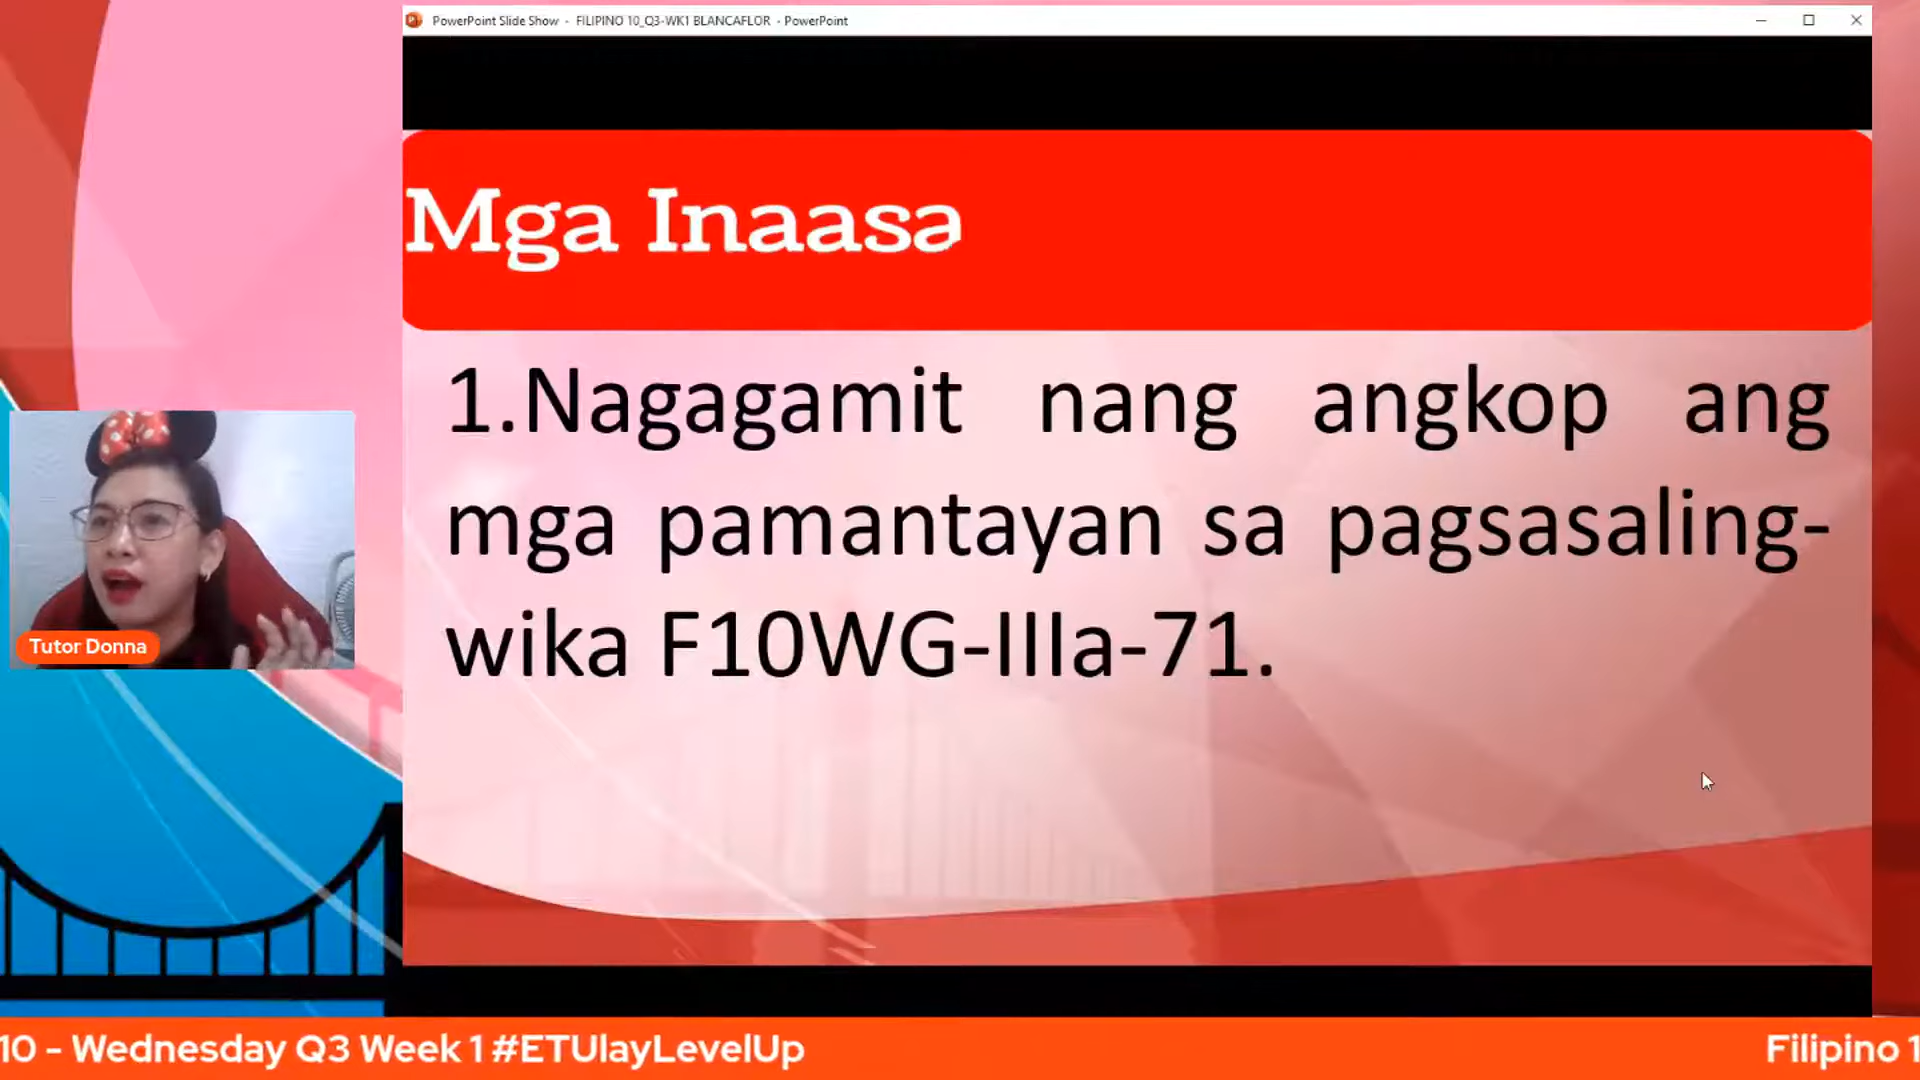 PowerPoint Slide Show - FILIPINO 10_Q3-WK1 BLANCAFLOR - PowerPoint
Mga Inaasa
1.Nagagamit nang angkop ang
mga pamantayan sa pagsasaling-
wika F10WG-IIIa-71.
Tutor Donna
10 - Wednesday Q3 Week 1 #ETUlayLevelUp
Filipino 1